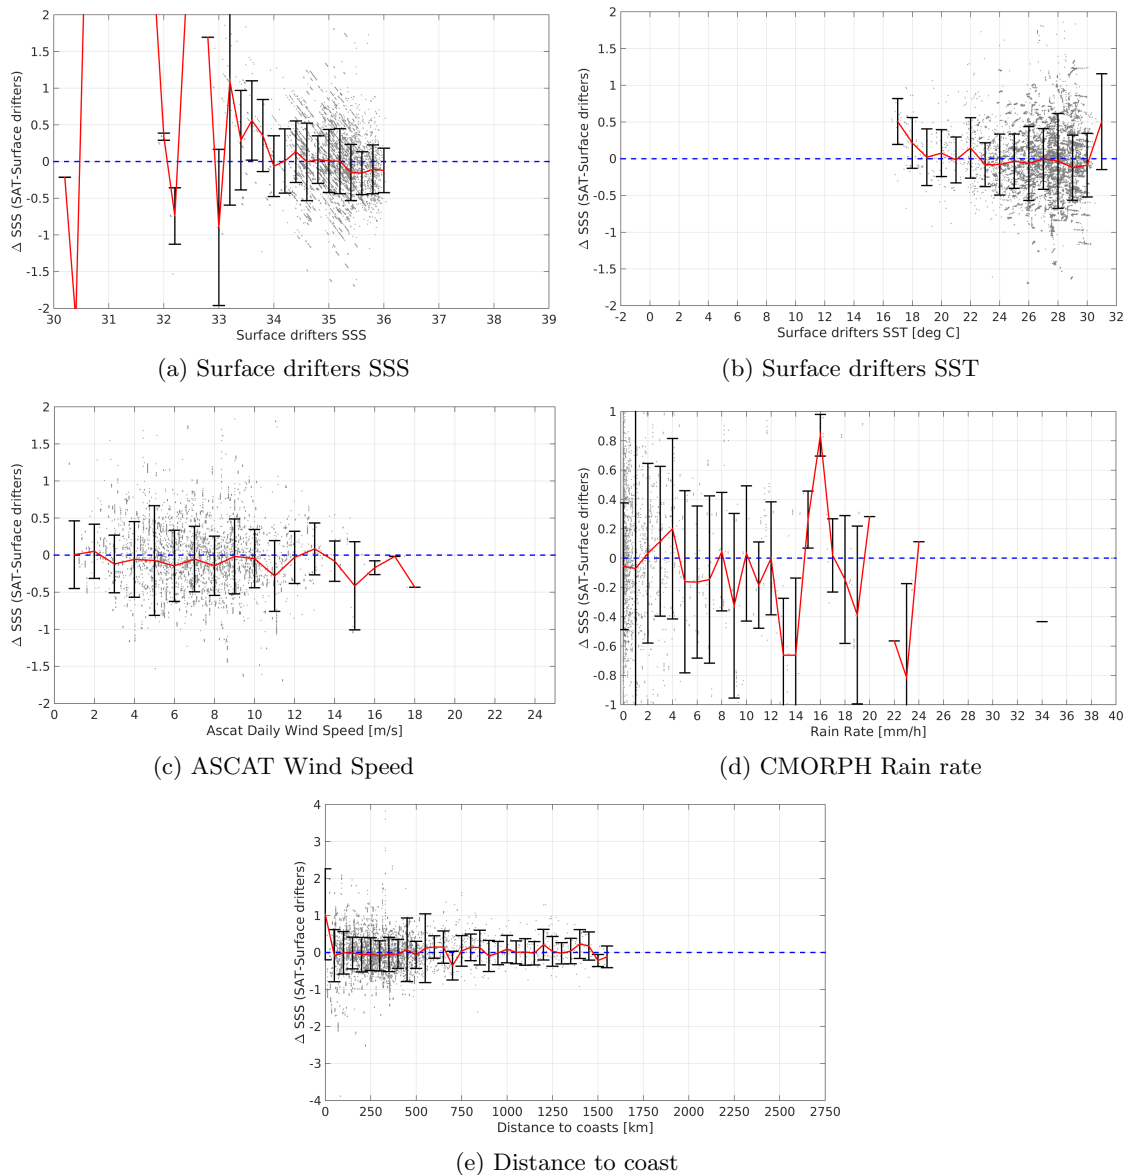 2
1.5
1
0.5
0
-0.5
-1
-1.5
-2
Δ SSS (SAT-Surface drifters)
30 31 32 33 34 35 36 37 38 39
Surface drifters SSS
(a) Surface drifters SSS
2
1.5
1
0.5
0
-0.5
-1
-1.5
-2
Δ SSS (SAT-Surface drifters)
-2 0 2 4 6 8 10 12 14 16 18 20 22 24 26 28 30 32
Surface drifters SST [deg C]
(b) Surface drifters SST
2
1.5
1
0.5
0
-0.5
-1
-1.5
-2
Δ SSS (SAT-Surface drifters)
0 2 4 6 8 10 12 14 16 18 20 22 24
Ascat Daily Wind Speed [m/s]
(c) ASCAT Wind Speed
1
0.8
0.6
0.4
0.2
0
-0.2
-0.4
-0.6
-0.8
-1
Δ SSS (SAT-Surface drifters)
0 2 4 6 8 10 12 14 16 18 20 22 24 26 28 30 32 34 36 38 40
Rain Rate [mm/h]
(d) CMORPH Rain rate
4
3
2
1
0
-1
-2
-3
-4
Δ SSS (SAT-Surface drifters)
0 250 500 750 1000 1250 1500 1750 2000 2250 2500 2750
Distance to coasts [km]
(e) Distance to coast